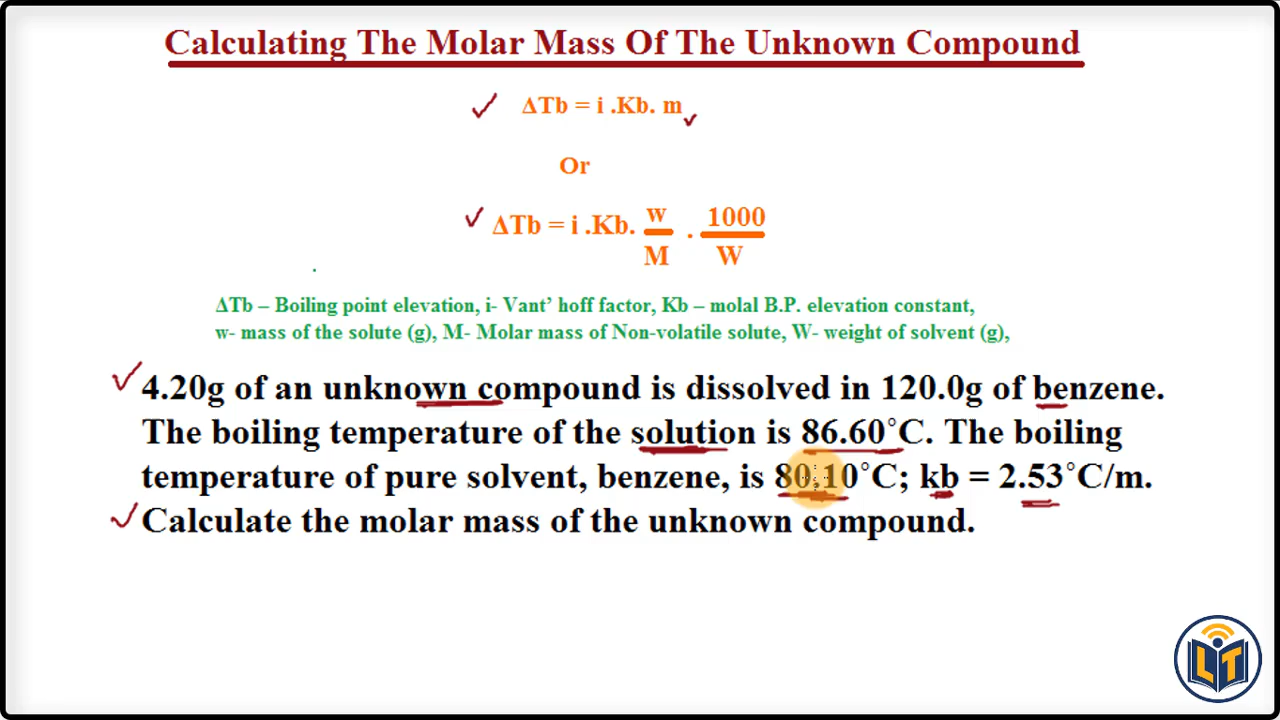 Calculating The Molar Mass Of The Unknown Compound
ΔTb = i .Kb. m
Or
ΔTb = i .Kb. w/M . 1000/W
ΔTb – Boiling point elevation, i- Vant' hoff factor, Kb – molal B.P. elevation constant,
w- mass of the solute (g), M- Molar mass of Non-volatile solute, W- weight of solvent (g),
4.20g of an unknown compound is dissolved in 120.0g of benzene.
The boiling temperature of the solution is 86.60°C. The boiling
temperature of pure solvent, benzene, is 80.10°C; kb = 2.53°C/m.
Calculate the molar mass of the unknown compound.
LT